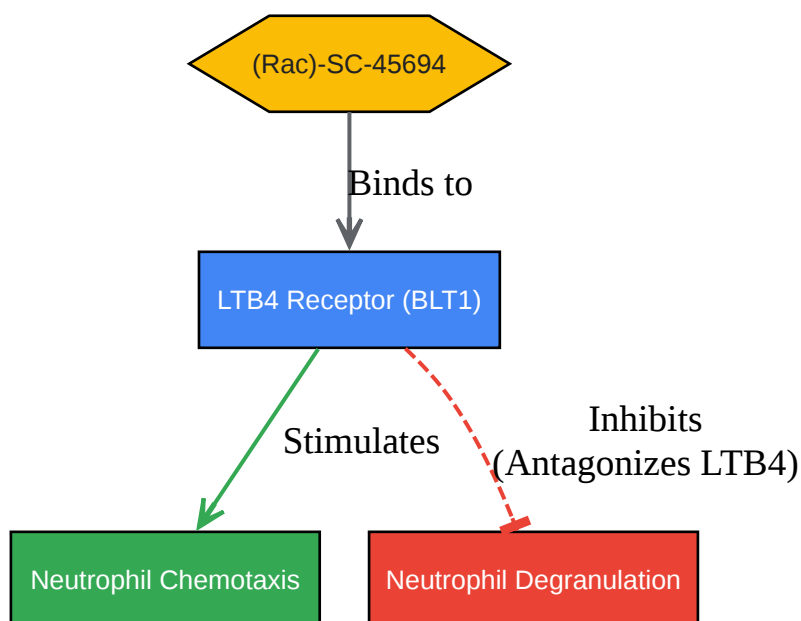 (Rac)-SC-45694
Binds to
LTB4 Receptor (BLT1)
Stimulates
Inhibits
(Antagonizes LTB4)
Neutrophil Chemotaxis
Neutrophil Degranulation